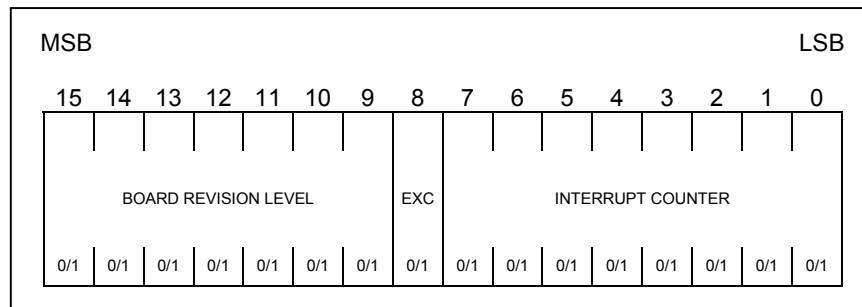 MSB LSB
15 14 13 12 11 10 9 8 7 6 5 4 3 2 1 0
BOARD REVISION LEVEL EXC INTERRUPT COUNTER
0/1 0/1 0/1 0/1 0/1 0/1 0/1 0/1 0/1 0/1 0/1 0/1 0/1 0/1 0/1 0/1